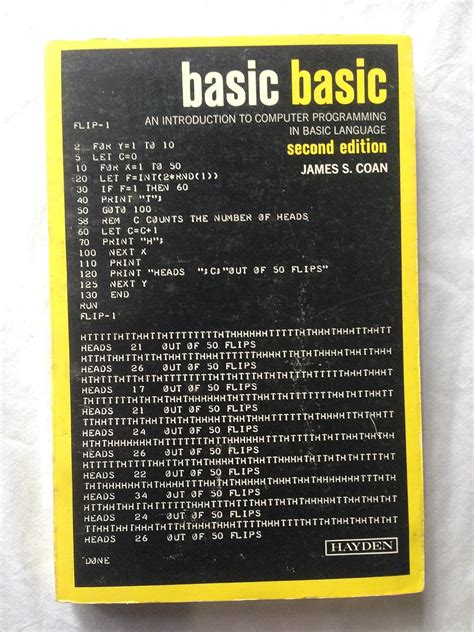 basic basic
AN INTRODUCTION TO COMPUTER PROGRAMMING
IN BASIC LANGUAGE
second edition
JAMES S. COAN
FLIP-1
2 FOR Y=1 TO 10
5 LET C=0
10 FOR X=1 TO 50
20 LET F=INT(2*RND(1))
30 IF F=1 THEN 60
40 PRINT "T";
50 GOTO 100
58 REM C COUNTS THE NUMBER OF HEADS
60 LET C=C+1
70 PRINT "H";
100 NEXT X
110 PRINT
120 PRINT "HEADS ";C;"OUT OF 50 FLIPS"
125 NEXT Y
130 END
RUN
FLIP-1
HEADS 21 OUT OF 50 FLIPS
HEADS 26 OUT OF 50 FLIPS
HEADS 17 OUT OF 50 FLIPS
HEADS 21 OUT OF 50 FLIPS
HEADS 24 OUT OF 50 FLIPS
HEADS 26 OUT OF 50 FLIPS
HEADS 22 OUT OF 50 FLIPS
HEADS 34 OUT OF 50 FLIPS
HEADS 24 OUT OF 50 FLIPS
HEADS 26 OUT OF 50 FLIPS
DONE
HAYDEN